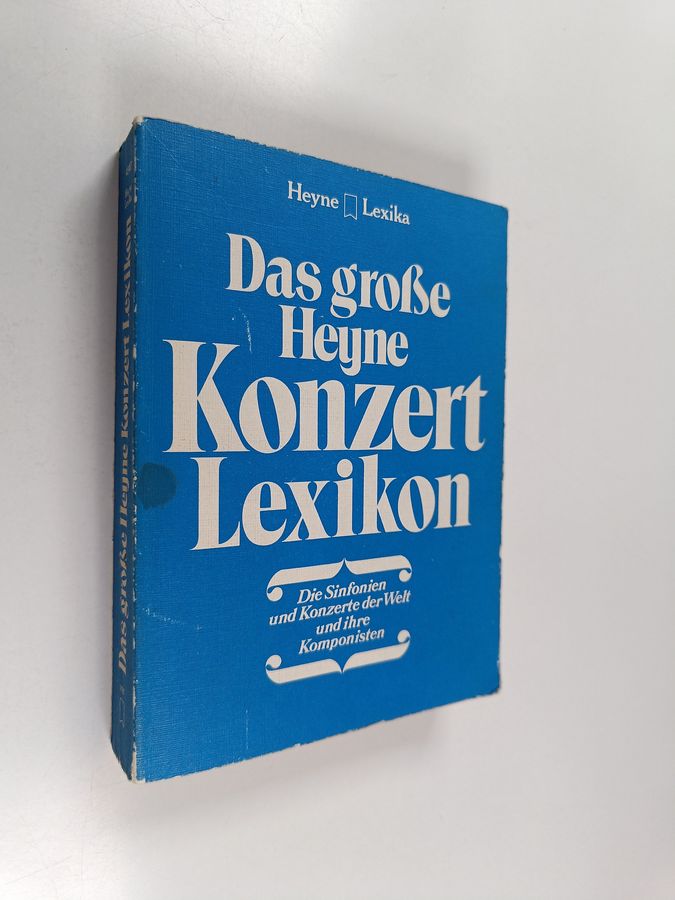 Heyne Lexika
Das große
Heyne
Konzert
Lexikon
Die Sinfonien
und Konzerte der Welt
und ihre
Komponisten
Das große Heyne Konzert Lexikon